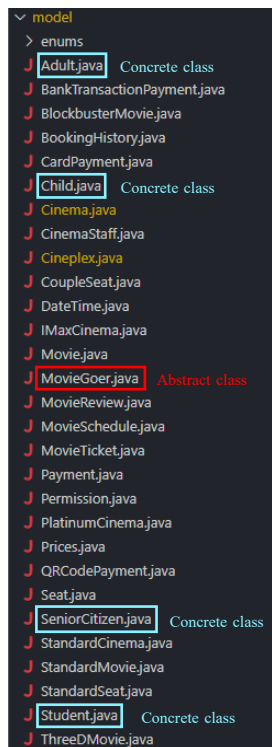 model
enums
Adult.java Concrete class
BankTransactionPayment.java
BlockbusterMovie.java
BookingHistory.java
CardPayment.java
Child.java Concrete class
Cinema.java
CinemaStaff.java
Cineplex.java
CoupleSeat.java
DateTime.java
IMaxCinema.java
Movie.java
MovieGoer.java Abstract class
MovieReview.java
MovieSchedule.java
MovieTicket.java
Payment.java
Permission.java
PlatinumCinema.java
Prices.java
QRCodePayment.java
Seat.java
SeniorCitizen.java Concrete class
StandardCinema.java
StandardMovie.java
StandardSeat.java
Student.java Concrete class
ThreeDMovie.java